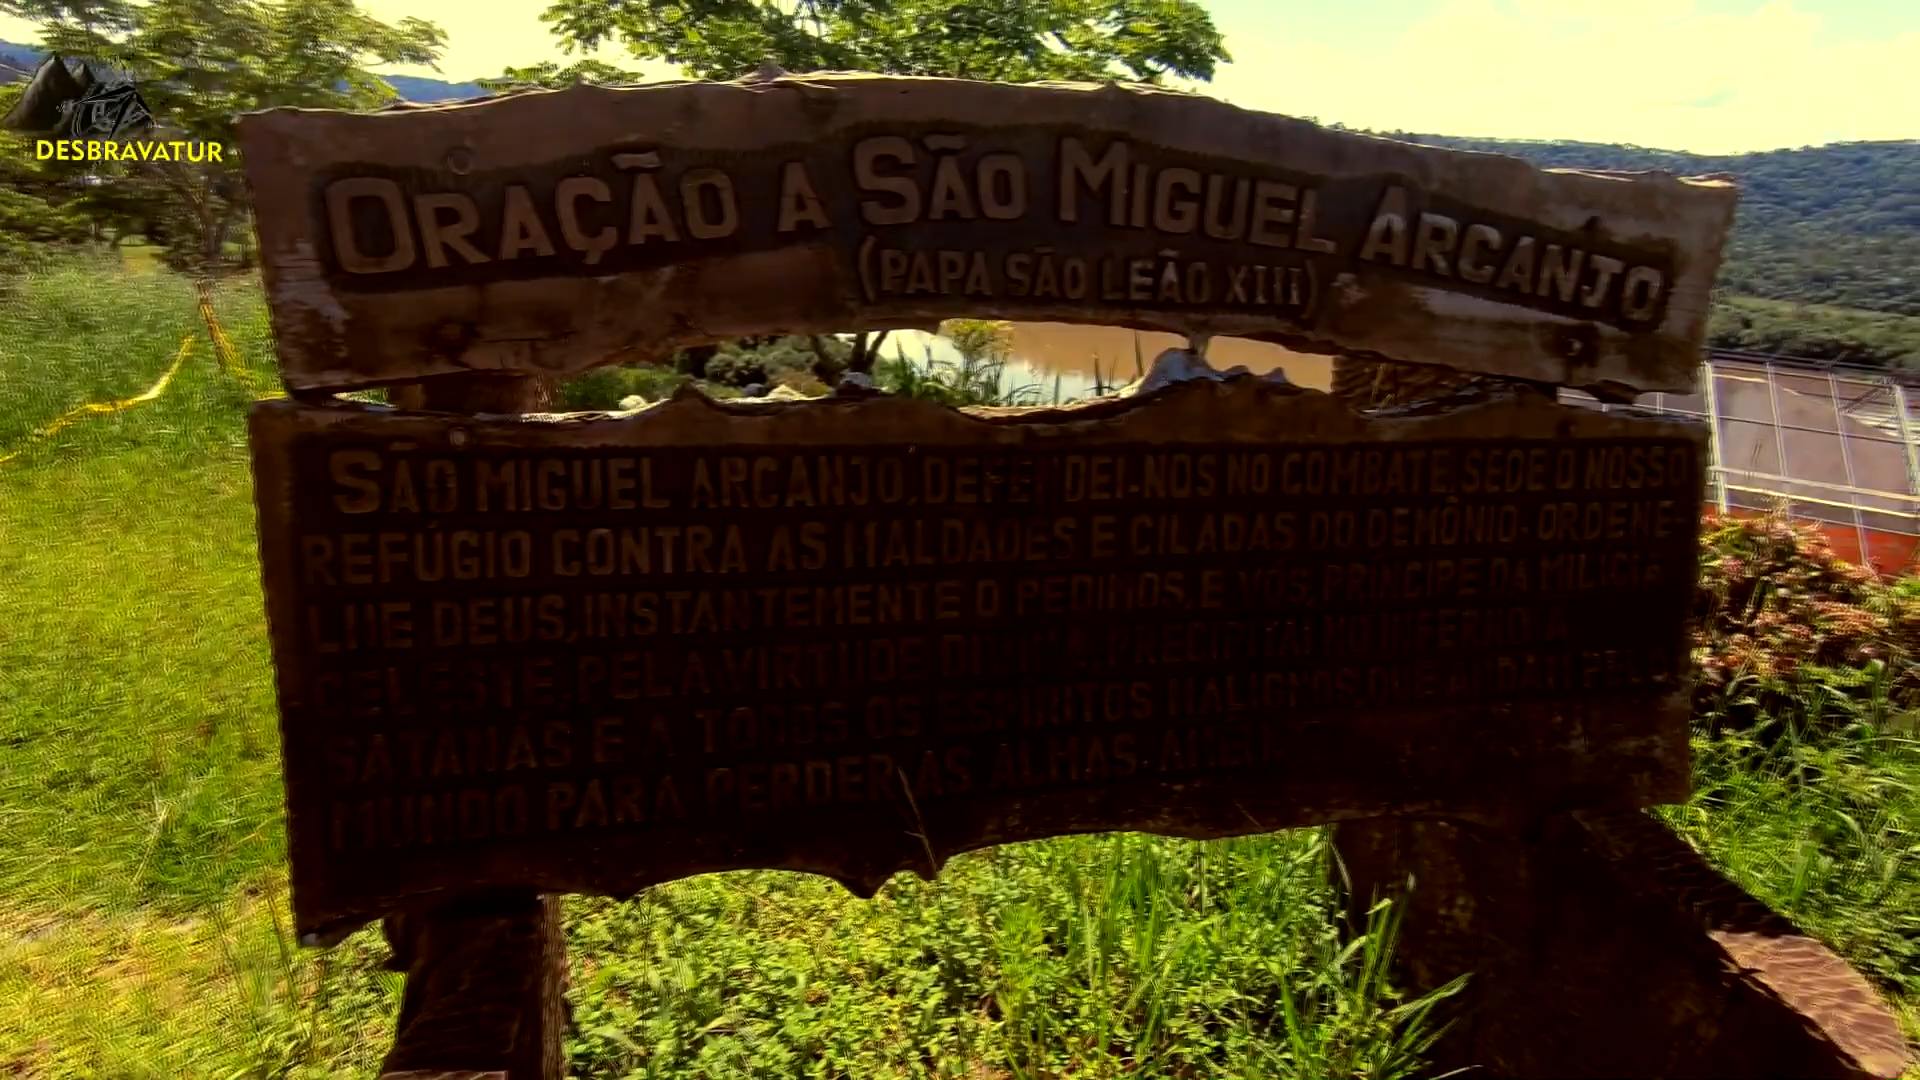 DESBRAVATUR
ORAÇÃO A SÃO MIGUEL ARCANJO
(PAPA SÃO LEÃO XIII)
SÃO MIGUEL ARCANJO, DEFENDEI-NOS NO COMBATE, SEDE O NOSSO
REFÚGIO CONTRA AS MALDADES E CILADAS DO DEMÔNIO. ORDENE-
LHE DEUS, INSTANTEMENTE O PEDIMOS, E VÓS, PRÍNCIPE DA MILÍCIA
CELESTE, PELA VIRTUDE DIVINA, PRECIPITAI NO INFERNO A
SATANÁS E A TODOS OS ESPÍRITOS MALIGNOS, QUE ANDAM PELO
MUNDO PARA PERDER AS ALMAS. AMÉM